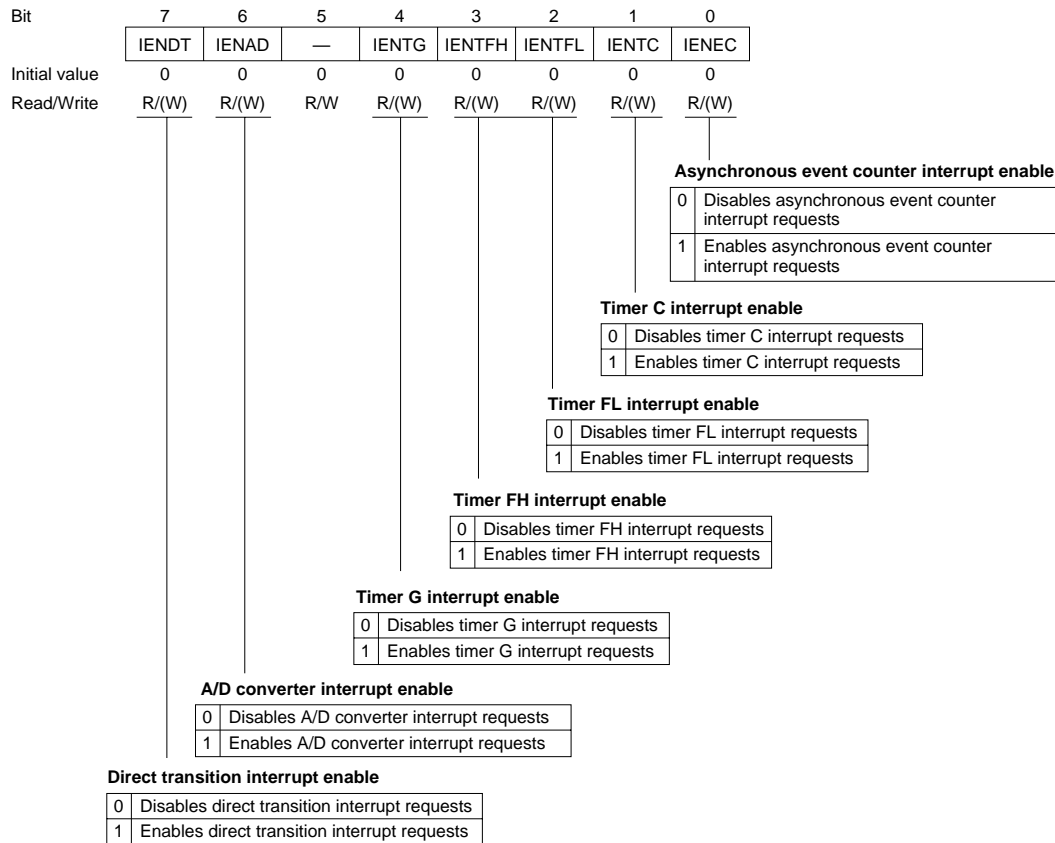 Bit 7 6 5 4 3 2 1 0
IENDT IENAD — IENTG IENTFH IENTFL IENTC IENEC
Initial value 0 0 0 0 0 0 0 0
Read/Write R/(W) R/(W) R/W R/(W) R/(W) R/(W) R/(W) R/(W)
Asynchronous event counter interrupt enable
0 Disables asynchronous event counter
interrupt requests
1 Enables asynchronous event counter
interrupt requests
Timer C interrupt enable
0 Disables timer C interrupt requests
1 Enables timer C interrupt requests
Timer FL interrupt enable
0 Disables timer FL interrupt requests
1 Enables timer FL interrupt requests
Timer FH interrupt enable
0 Disables timer FH interrupt requests
1 Enables timer FH interrupt requests
Timer G interrupt enable
0 Disables timer G interrupt requests
1 Enables timer G interrupt requests
A/D converter interrupt enable
0 Disables A/D converter interrupt requests
1 Enables A/D converter interrupt requests
Direct transition interrupt enable
0 Disables direct transition interrupt requests
1 Enables direct transition interrupt requests